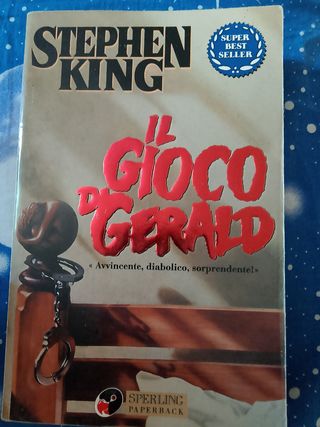 STEPHEN
KING
SUPER
BEST
SELLER
IL
GIOCO
DI
GERALD
« Avvincente, diabolico, sorprendente!»
SPERLING
PAPERBACK